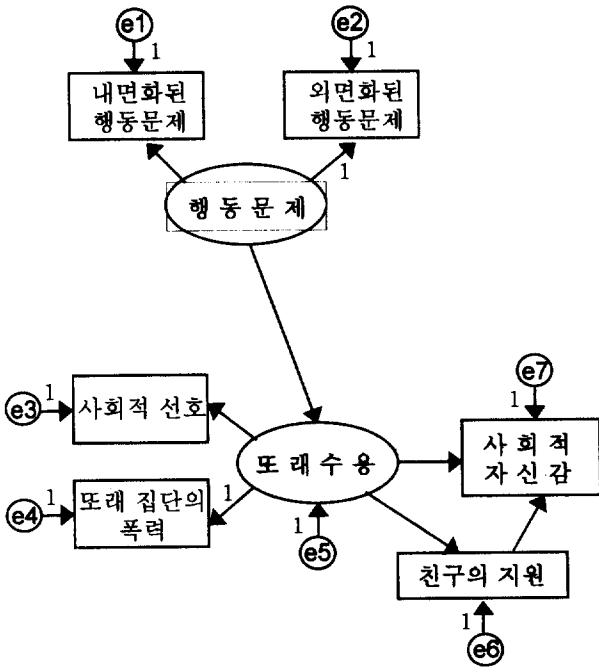 e1
e2
1
1
내면화된
행동문제
외면화된
행동문제
1
행동문제
e7
1
e3
1
사회적 선호
또래수용
사회적
자신감
e4
1
또래 집단의
폭력
1
1
e5
친구의 지원
1
e6